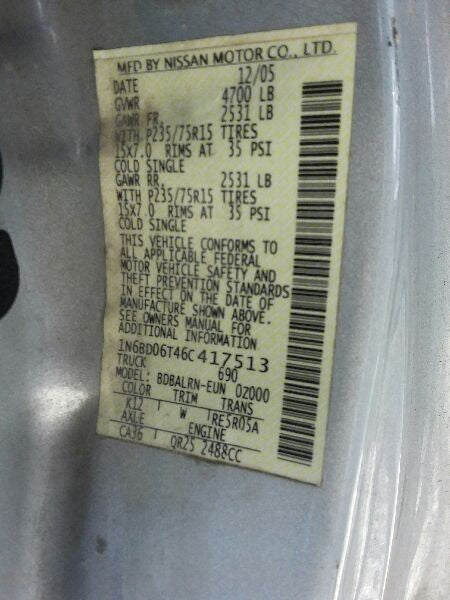 MFD BY NISSAN MOTOR CO., LTD.
DATE 12/05
GVWR 4700 LB
GAWR FR. 2531 LB
WITH P235/75R15 TIRES
15X7.0 RIMS AT 35 PSI
COLD SINGLE
GAWR RR. 2531 LB
WITH P235/75R15 TIRES
15X7.0 RIMS AT 35 PSI
COLD SINGLE
THIS VEHICLE CONFORMS TO
ALL APPLICABLE FEDERAL
MOTOR VEHICLE SAFETY AND
THEFT PREVENTION STANDARDS
IN EFFECT ON THE DATE OF
MANUFACTURE SHOWN ABOVE.
SEE OWNERS MANUAL FOR
ADDITIONAL INFORMATION
1N6BD06T46C417513
TRUCK 690
MODEL: BDBALRN-EUN 02000
COLOR TRIM TRANS
K12 W RE5R05A
AXLE ENGINE
CA36 QR25 2488CC